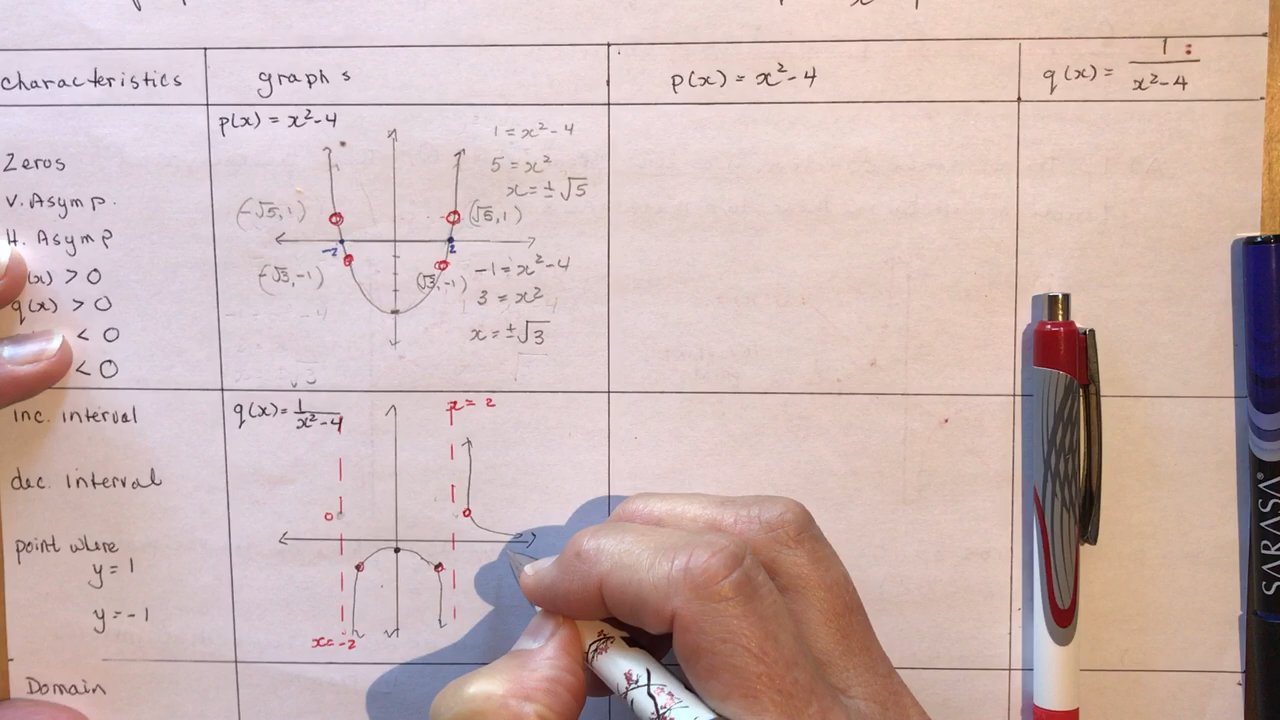 characteristics
graphs
p(x) = x²-4
q(x) = 1/(x²-4)
p(x) = x²-4
1 = x²-4
5 = x²
x = ±√5
(-√5, 1)
(√5, 1)
-2
2
(-√3, -1)
(√3, -1)
-1 = x²-4
3 = x²
x = ±√3
Zeros
V. Asymp.
H. Asymp
(x) > 0
q(x) > 0
< 0
< 0
inc. interval
q(x) = 1/(x²-4)
x = 2
x = -2
dec. interval
point where
y = 1
y = -1
Domain
SARASA